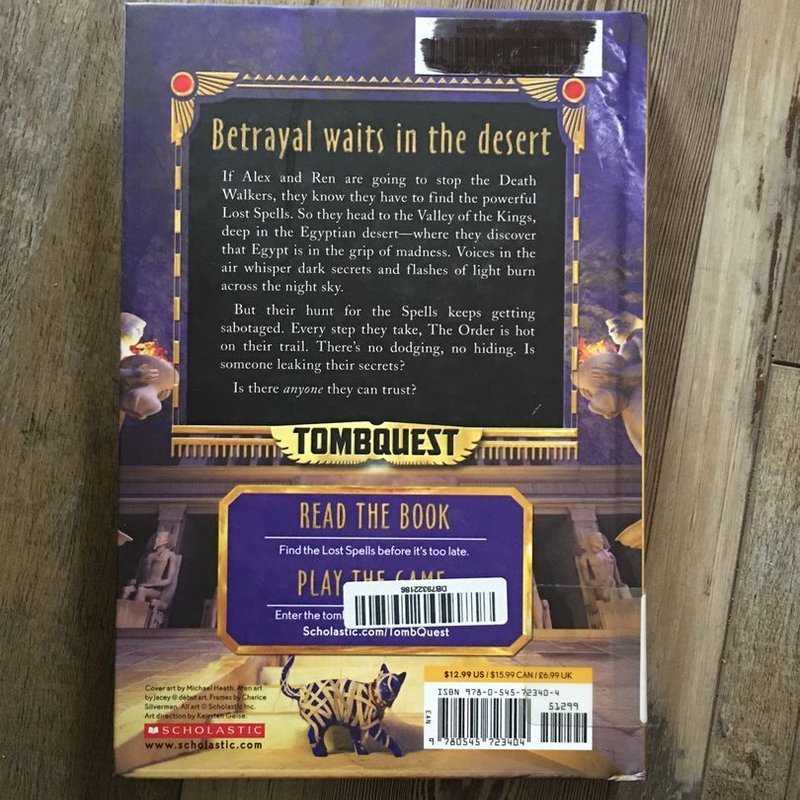 Betrayal waits in the desert
If Alex and Ren are going to stop the Death
Walkers, they know they have to find the powerful
Lost Spells. So they head to the Valley of the Kings,
deep in the Egyptian desert—where they discover
that Egypt is in the grip of madness. Voices in the
air whisper dark secrets and flashes of light burn
across the night sky.
But their hunt for the Spells keeps getting
sabotaged. Every step they take, The Order is hot
on their trail. There's no dodging, no hiding. Is
someone leaking their secrets?
Is there anyone they can trust?
TOMBQUEST
READ THE BOOK
Find the Lost Spells before it's too late.
PLAY THE GAME
DB79322186
Enter the tomb
Scholastic.com/TombQuest
Cover art by Michael Heath. Afen art
by Jacey @ début art. Frames by Charice
Silverman. All art © Scholastic Inc.
Art direction by Keirsten Geise.
SCHOLASTIC
www.scholastic.com
$12.99 US / $15.99 CAN / £6.99 UK
ISBN 978-0-545-72340-4
51299
EAN
9 780545 723404